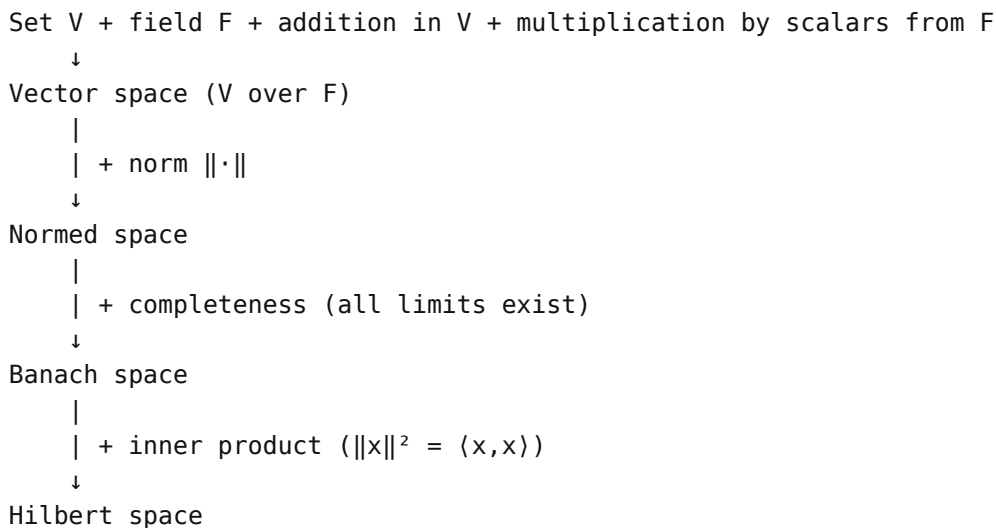 Set V + field F + addition in V + multiplication by scalars from F
↓
Vector space (V over F)
|
| + norm ‖·‖
↓
Normed space
|
| + completeness (all limits exist)
↓
Banach space
|
| + inner product (‖x‖² = ⟨x,x⟩)
↓
Hilbert space